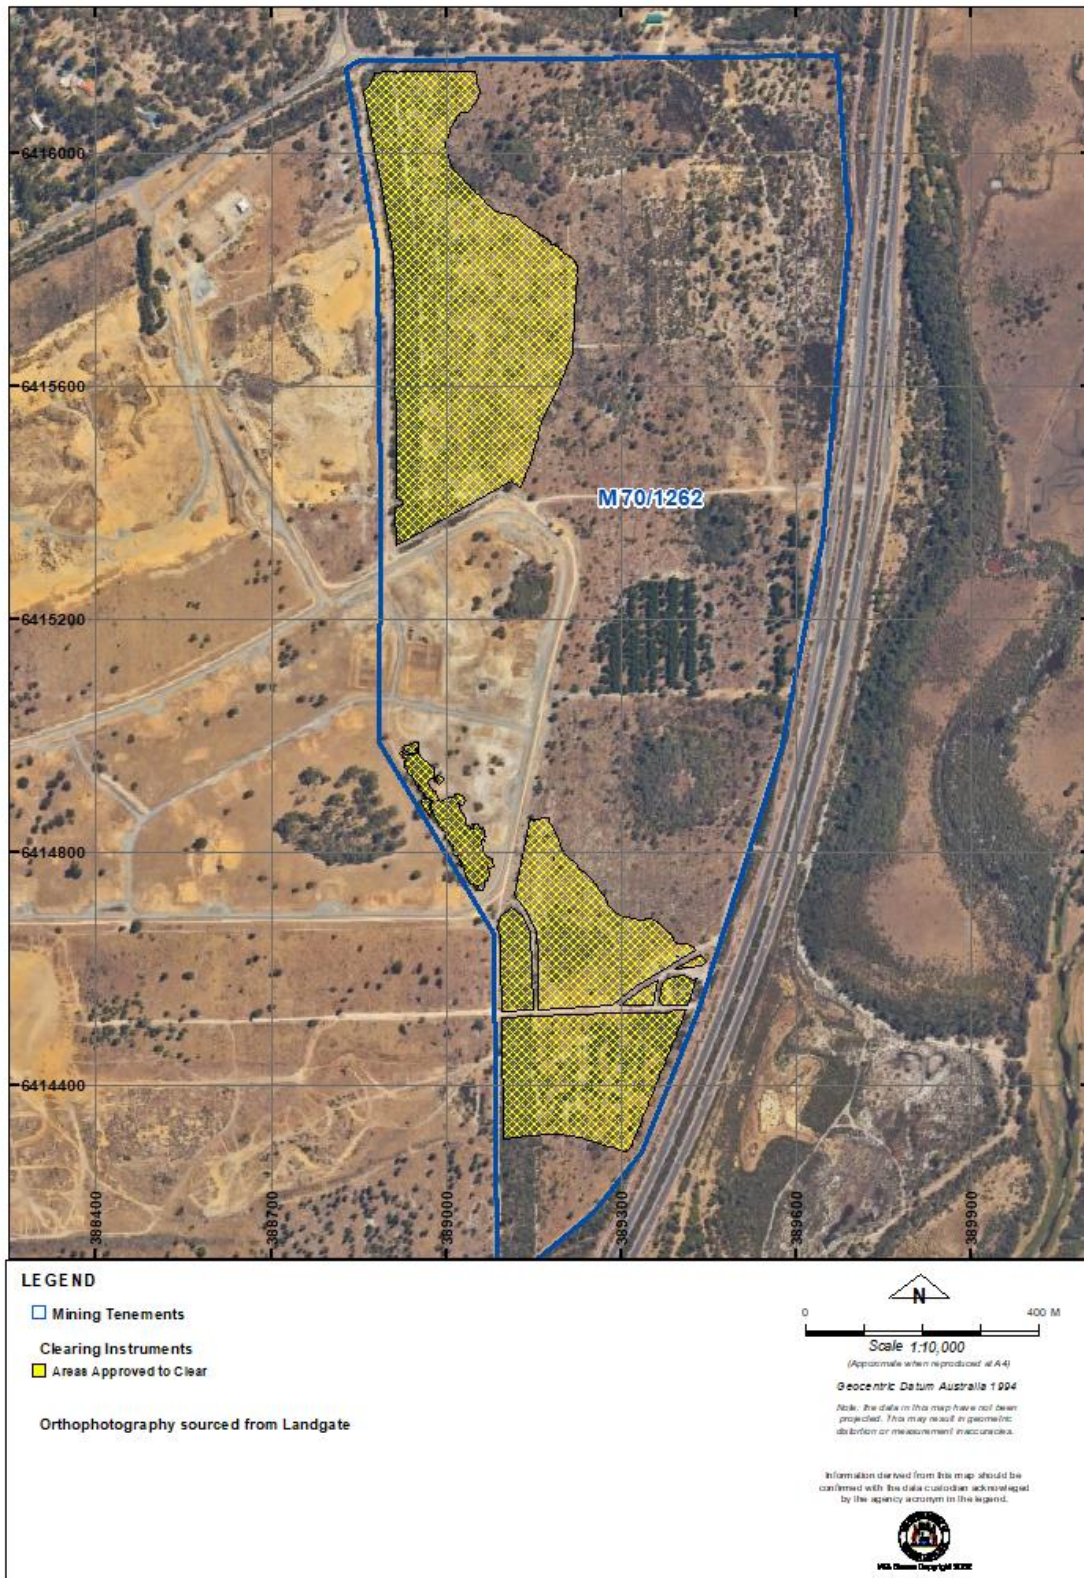 6416000
6415600
M 70/1262
6415200
6414800
6414400
388400
388700
389000
389300
389600
389900
LEGEND
Mining Tenements
Clearing Instruments
Areas Approved to Clear
Orthophotography sourced from Landgate
N
0 400 M
Scale 1:10,000
(Approximate when reproduced at A4)
Geocentric Datum Australia 1994
Note: the data in this map have not been
projected. This may result in geometric
distortion or measurement inaccuracies.
Information derived from this map should be
confirmed with the data custodian acknowleged
by the agency acronym in the legend.